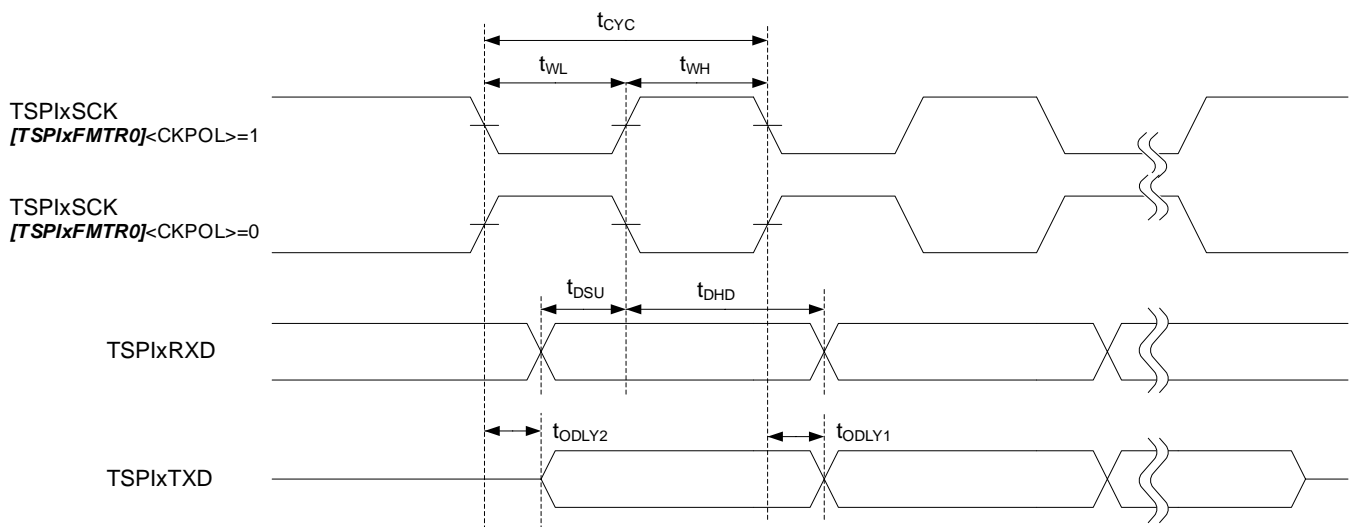 tCYC
tWL
tWH
TSPIxSCK
[TSPIxFMTR0]<CKPOL>=1
TSPIxSCK
[TSPIxFMTR0]<CKPOL>=0
tDSU
tDHD
TSPIxRXD
tODLY2
tODLY1
TSPIxTXD